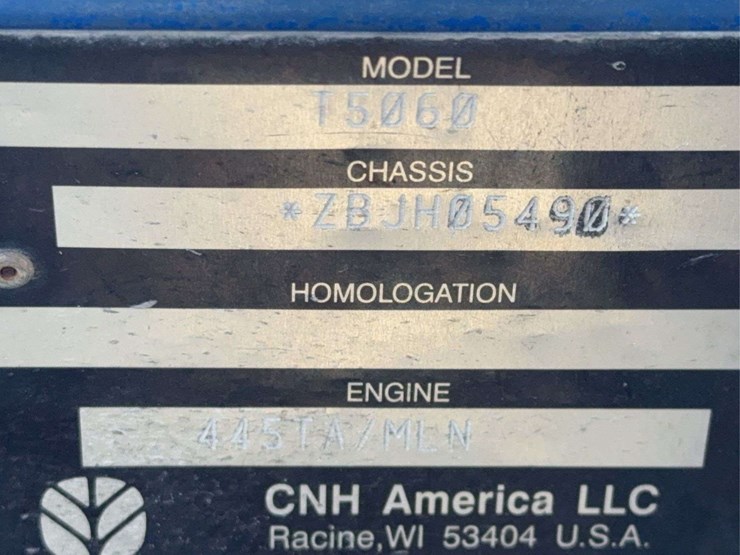 MODEL
T5060
CHASSIS
*ZBJH05490*
HOMOLOGATION
ENGINE
445TA/MLN
CNH America LLC
Racine,WI 53404 U.S.A.